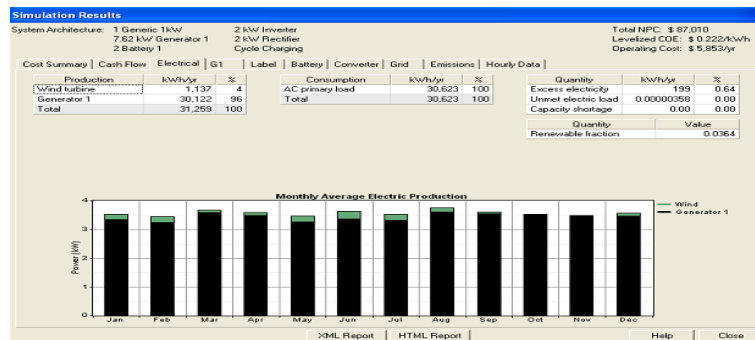 Simulation Results
System Architecture: 1 Generic 1kW 2 kW Inverter Total NPC: $ 87,010
7.62 kW Generator 1 2 kW Rectifier Levelized COE: $ 0.222/kWh
2 Battery 1 Cycle Charging Operating Cost: $ 5,853/yr
Cost Summary Cash Flow Electrical G1 Label Battery Converter Grid Emissions Hourly Data
Production kWh/yr % Consumption kWh/yr % Quantity kWh/yr %
Wind turbine 1,137 4 AC primary load 30,623 100 Excess electricity 199 0.64
Generator 1 30,122 96 Total 30,623 100 Unmet electric load 0.00000358 0.00
Total 31,259 100 Capacity shortage 0.00 0.00
Quantity Value
Renewable fraction 0.0364
Monthly Average Electric Production
4 Wind
Generator 1
3
Power (kW)
2
1
0
Jan Feb Mar Apr May Jun Jul Aug Sep Oct Nov Dec
XML Report HTML Report Help Close